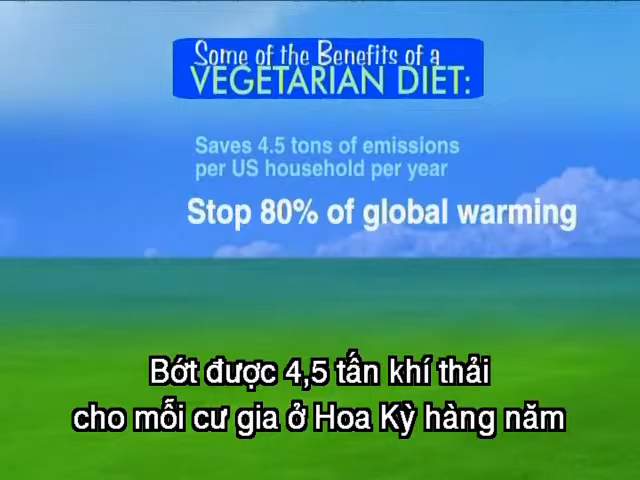 Some of the Benefits of a
VEGETARIAN DIET:
Saves 4.5 tons of emissions
per US household per year
Stop 80% of global warming
Bớt được 4,5 tấn khí thải
cho mỗi cư gia ở Hoa Kỳ hàng năm